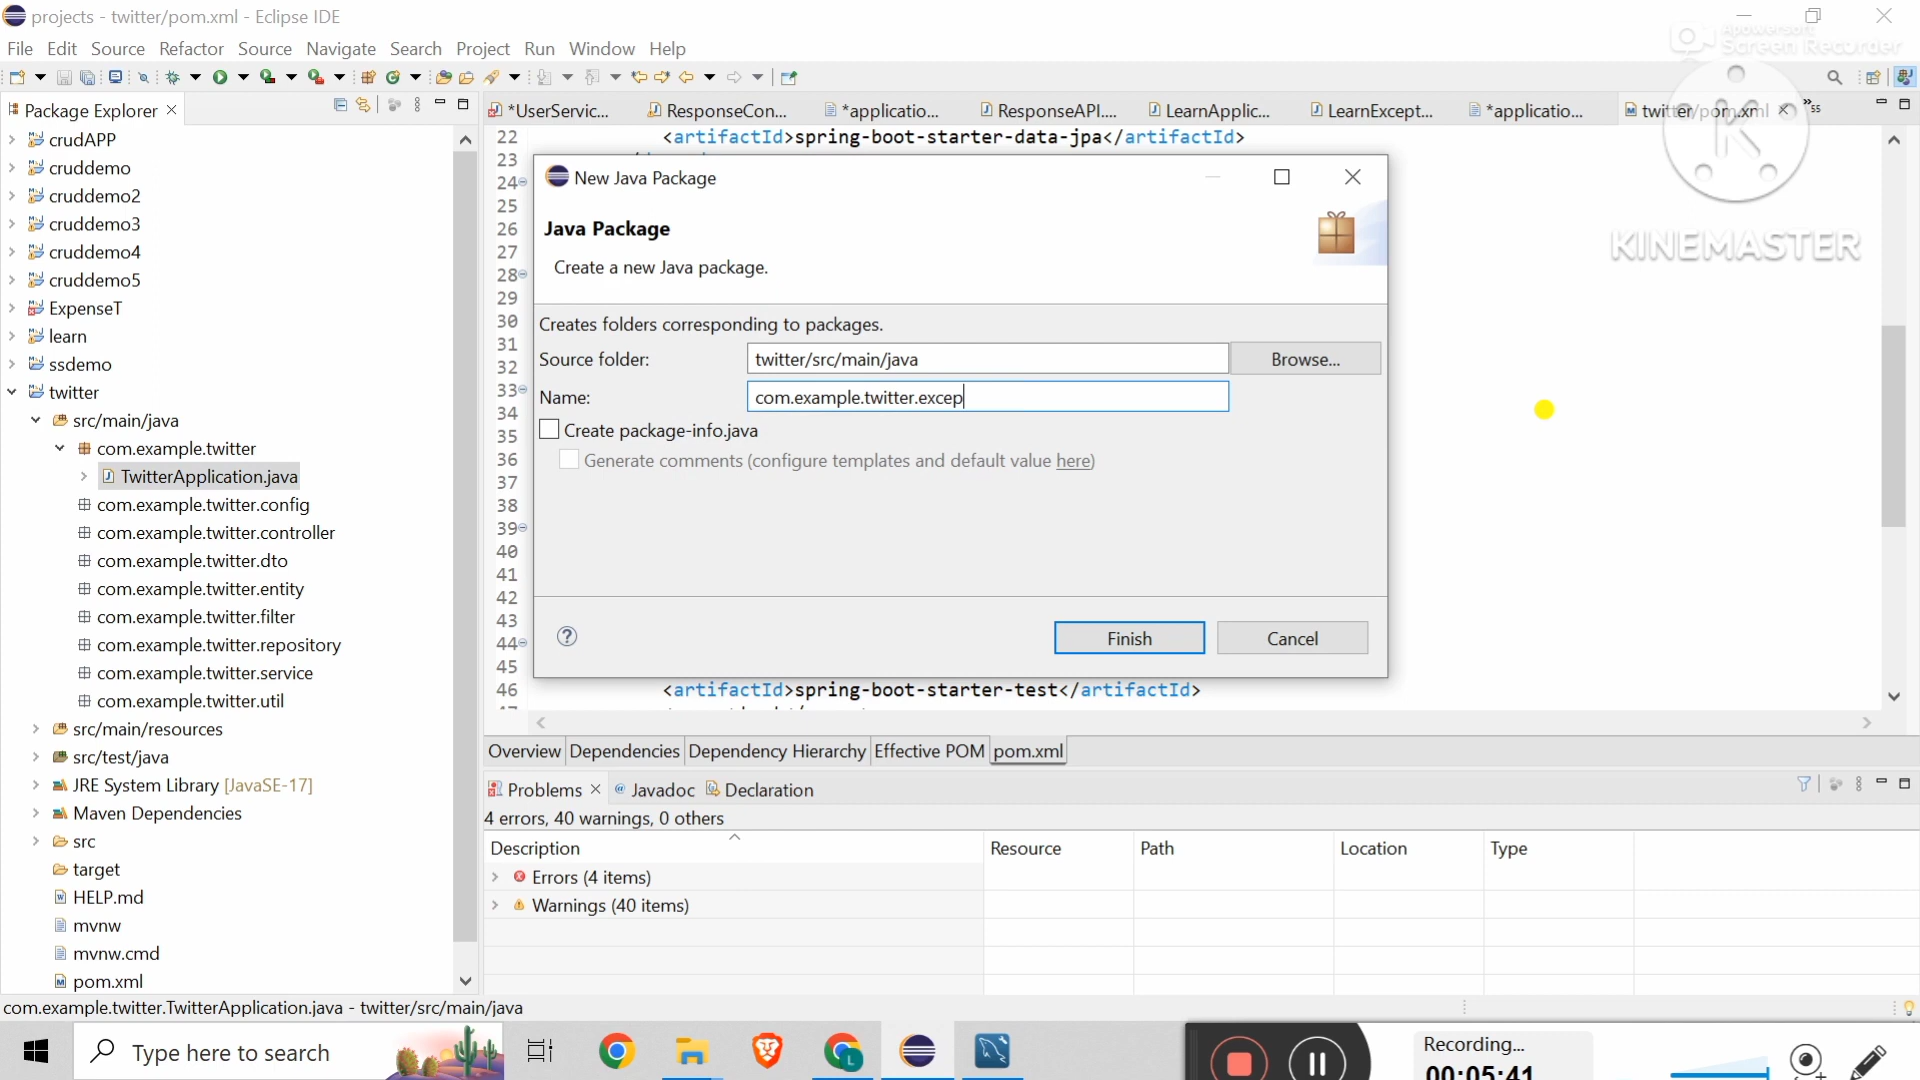 projects - twitter/pom.xml - Eclipse IDE
Apowersoft
Screen Recorder
File Edit Source Refactor Source Navigate Search Project Run Window Help
Package Explorer
*UserServic... ResponseCon... *applicatio... ResponseAPI.... LearnApplic... LearnExcept... *applicatio... twitter/pom.xml 55
KINEMASTER
crudAPP
cruddemo
cruddemo2
cruddemo3
cruddemo4
cruddemo5
ExpenseT
learn
ssdemo
twitter
src/main/java
com.example.twitter
TwitterApplication.java
com.example.twitter.config
com.example.twitter.controller
com.example.twitter.dto
com.example.twitter.entity
com.example.twitter.filter
com.example.twitter.repository
com.example.twitter.service
com.example.twitter.util
src/main/resources
src/test/java
JRE System Library [JavaSE-17]
Maven Dependencies
src
target
HELP.md
mvnw
mvnw.cmd
pom.xml
22 <artifactId>spring-boot-starter-data-jpa</artifactId>
23
24
25
26
27
28
29
30
31
32
33
34
35
36
37
38
39
40
41
42
43
44
45
46 <artifactId>spring-boot-starter-test</artifactId>
New Java Package
Java Package
Create a new Java package.
Creates folders corresponding to packages.
Source folder: twitter/src/main/java Browse...
Name: com.example.twitter.excep
Create package-info.java
Generate comments (configure templates and default value here)
Finish Cancel
Overview Dependencies Dependency Hierarchy Effective POM pom.xml
Problems Javadoc Declaration
4 errors, 40 warnings, 0 others
Description Resource Path Location Type
Errors (4 items)
Warnings (40 items)
com.example.twitter.TwitterApplication.java - twitter/src/main/java
Type here to search
Recording...
00:05:41